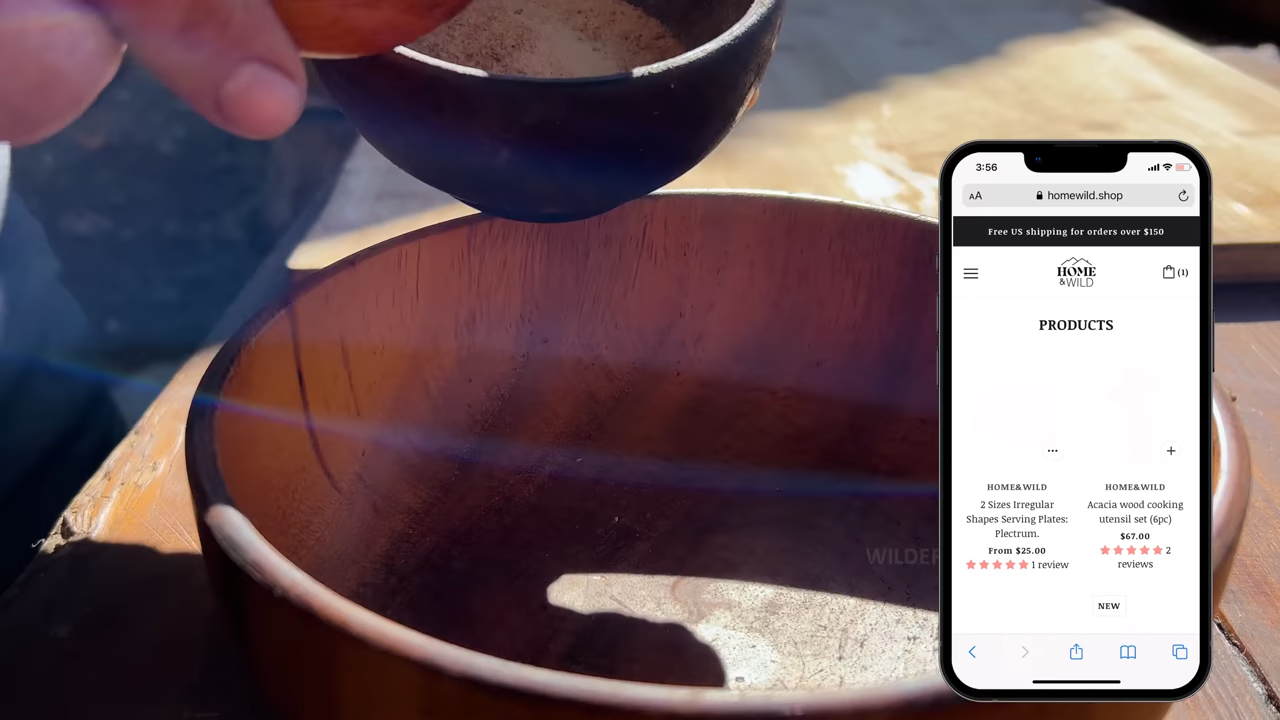 3:56
AA
homewild.shop
Free US shipping for orders over $150
HOME
&WILD
(1)
PRODUCTS
HOME&WILD
2 Sizes Irregular
Shapes Serving Plates:
Plectrum.
From $25.00
1 review
HOME&WILD
Acacia wood cooking
utensil set (6pc)
$67.00
2
reviews
NEW
WILDER